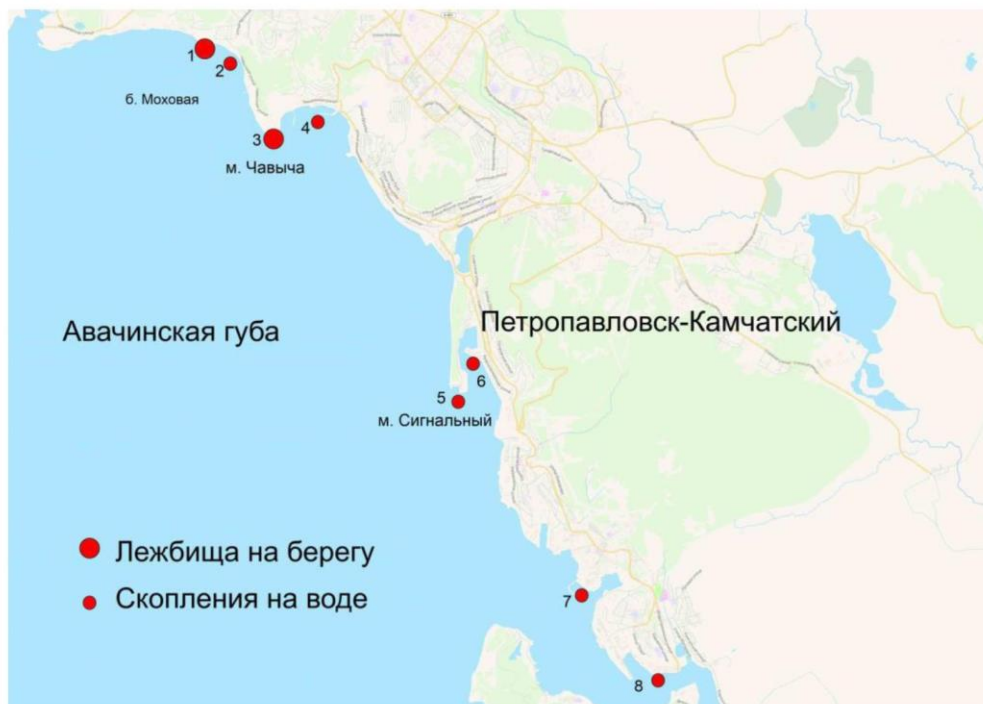 1
2
б. Моховая
3
4
м. Чавыча
Авачинская губа
Петропавловск-Камчатский
6
5
м. Сигнальный
Лежбища на берегу
Скопления на воде
7
8